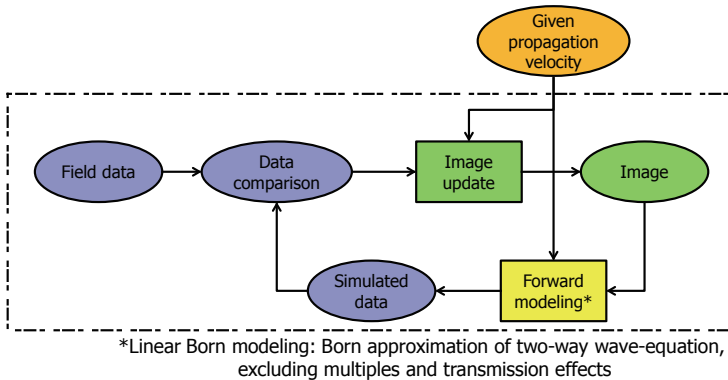 Given
propagation
velocity
Field data
Data
comparison
Image
update
Image
Simulated
data
Forward
modeling*
*Linear Born modeling: Born approximation of two-way wave-equation,
excluding multiples and transmission effects